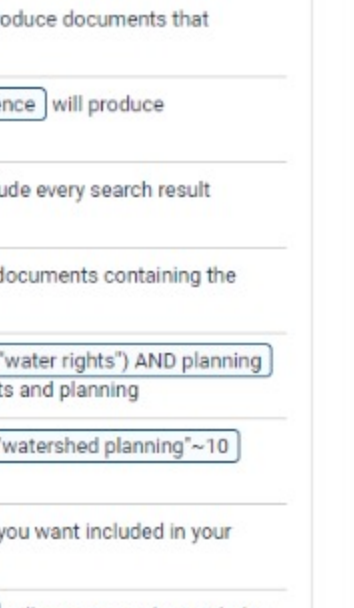 oduce documents that
ence will produce
ude every search result
documents containing the
"water rights") AND planning
ts and planning
"watershed planning"~10
you want included in your